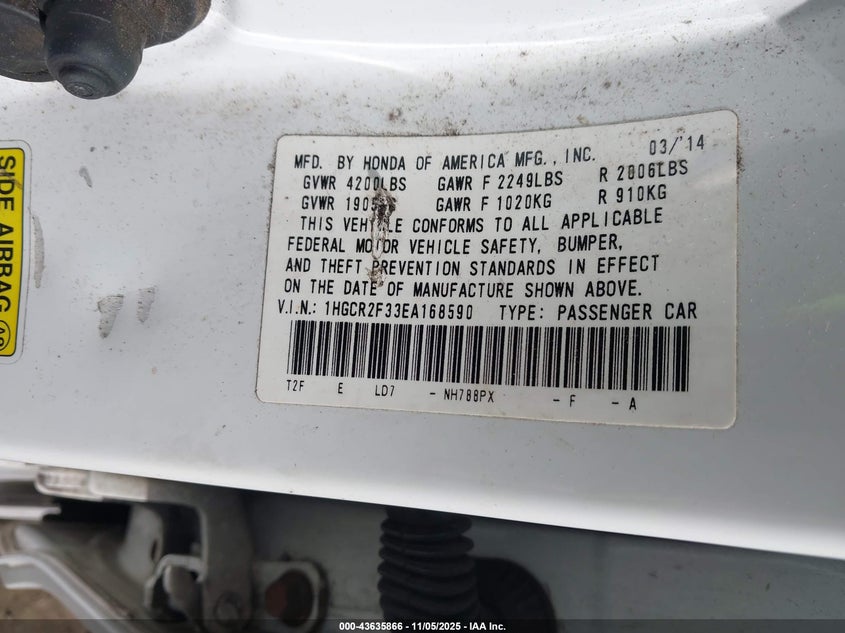 MFD. BY HONDA OF AMERICA MFG., INC. 03/'14
GVWR 4200LBS GAWR F 2249LBS R 2006LBS
GVWR GAWR F 1020KG R 910KG
THIS VEHICLE CONFORMS TO ALL APPLICABLE
FEDERAL MOTOR VEHICLE SAFETY, BUMPER,
AND THEFT PREVENTION STANDARDS IN EFFECT
ON THE DATE OF MANUFACTURE SHOWN ABOVE.
V.I.N.: 1HGCR2F33EA168590 TYPE: PASSENGER CAR
T2F E LD7 - NH788PX - F - A
SIDE AIRBAG
000-43635866 - 11/05/2025 - IAA Inc.